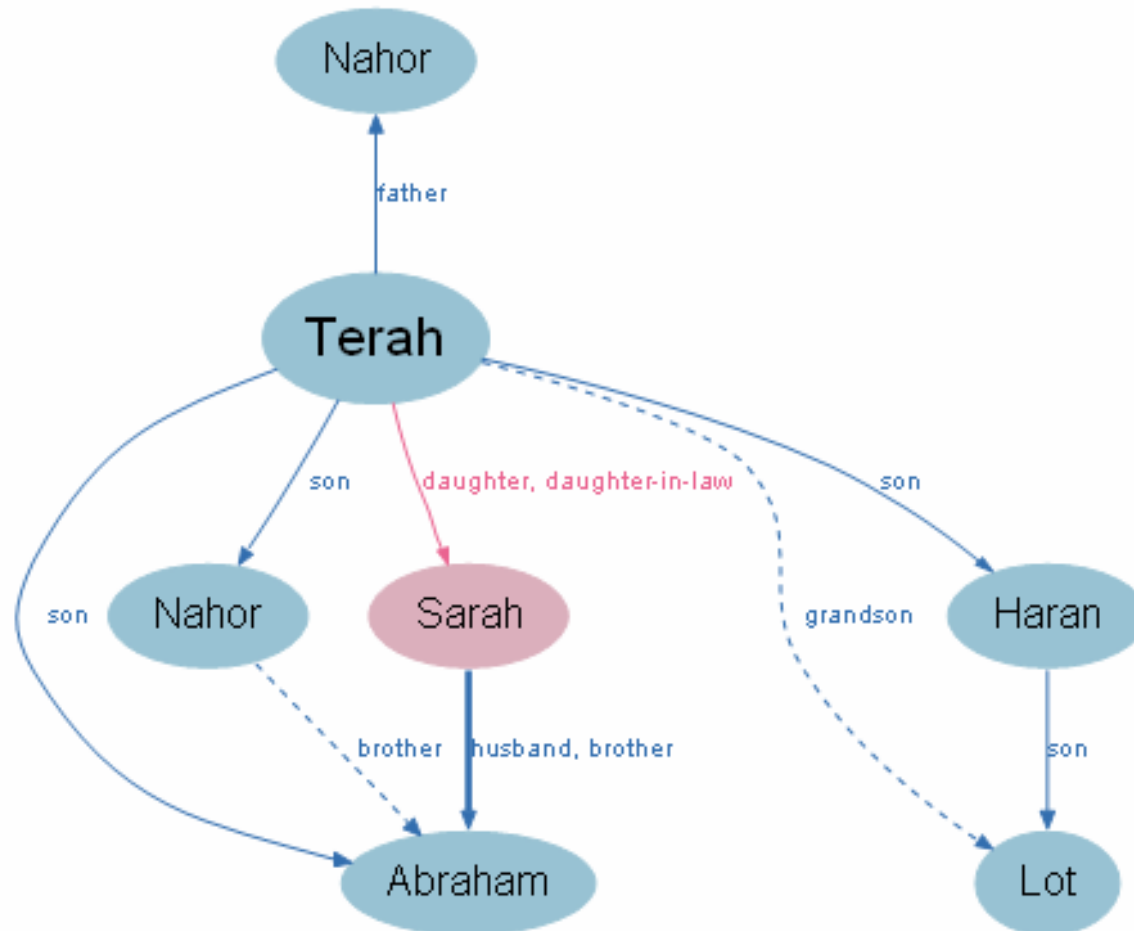 Nahor
father
Terah
son
daughter, daughter-in-law
son
Nahor
Sarah
Haran
son
grandson
brother
husband, brother
son
Abraham
Lot